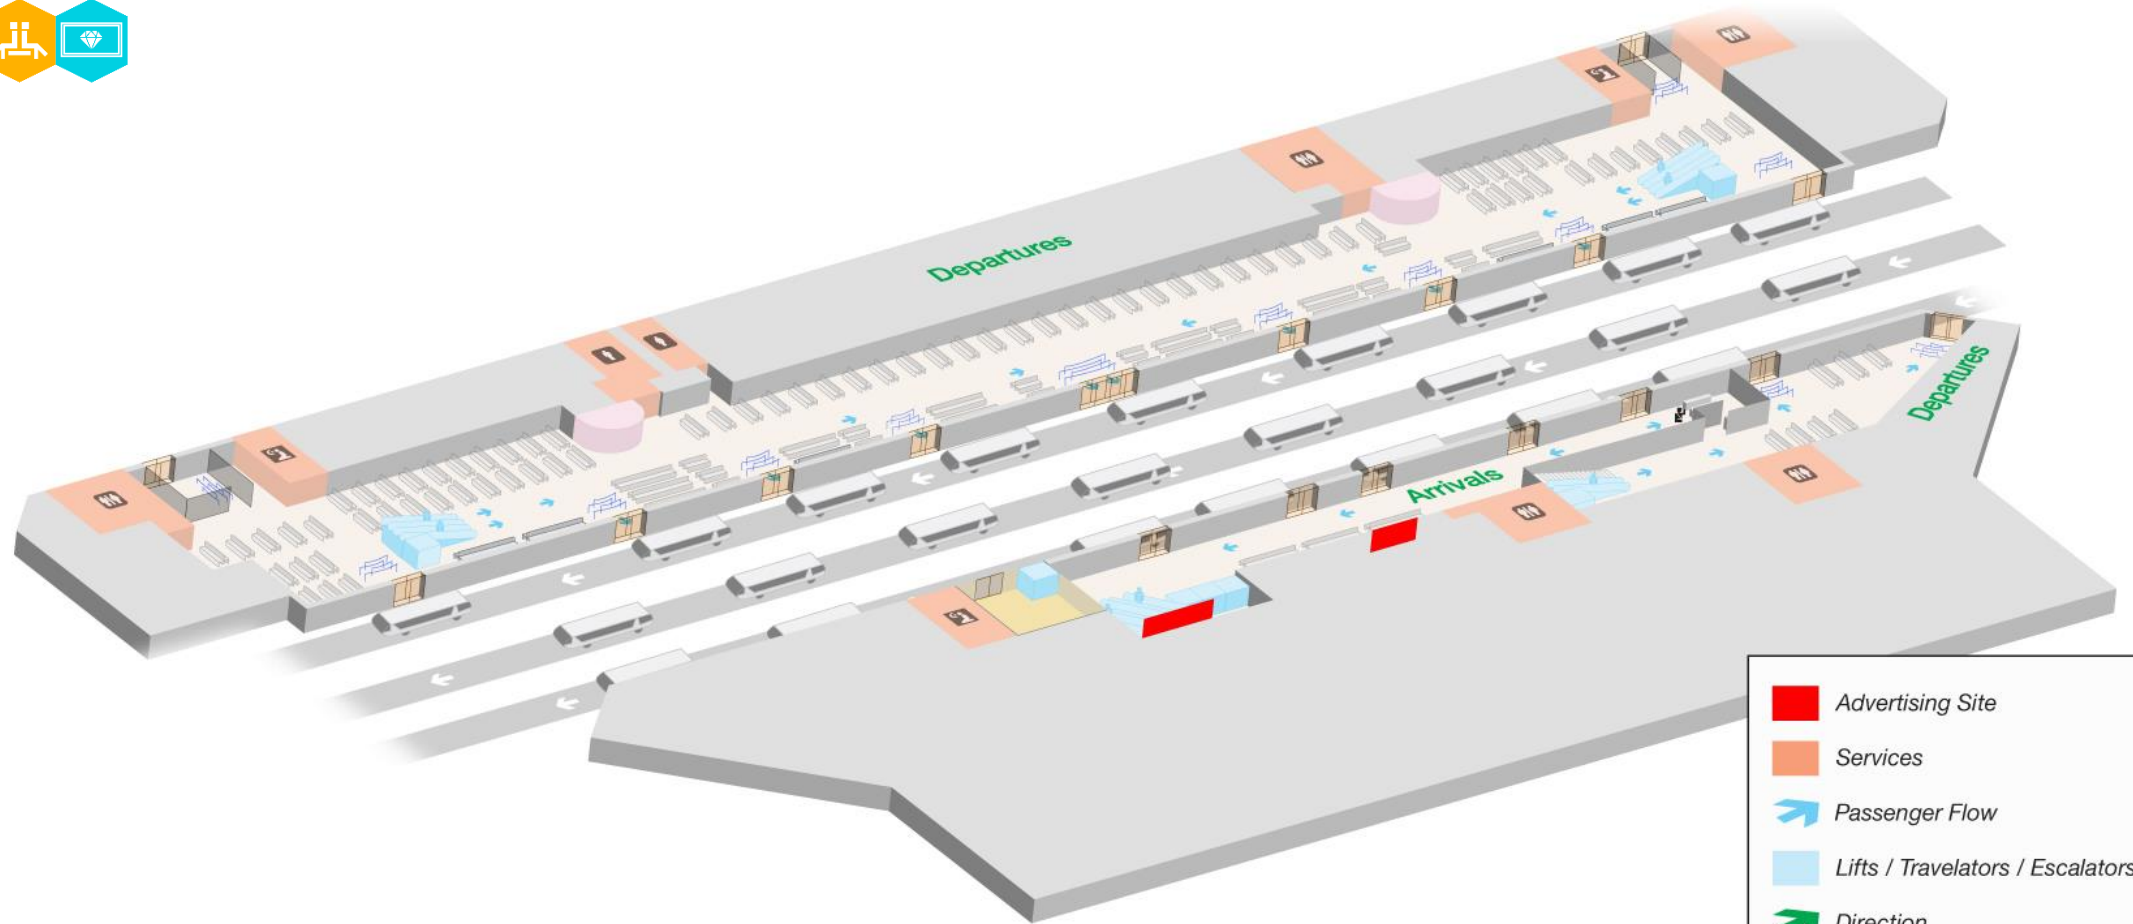 Departures
Departures
Arrivals
Advertising Site
Services
Passenger Flow
Lifts / Travelators / Escalators
Direction